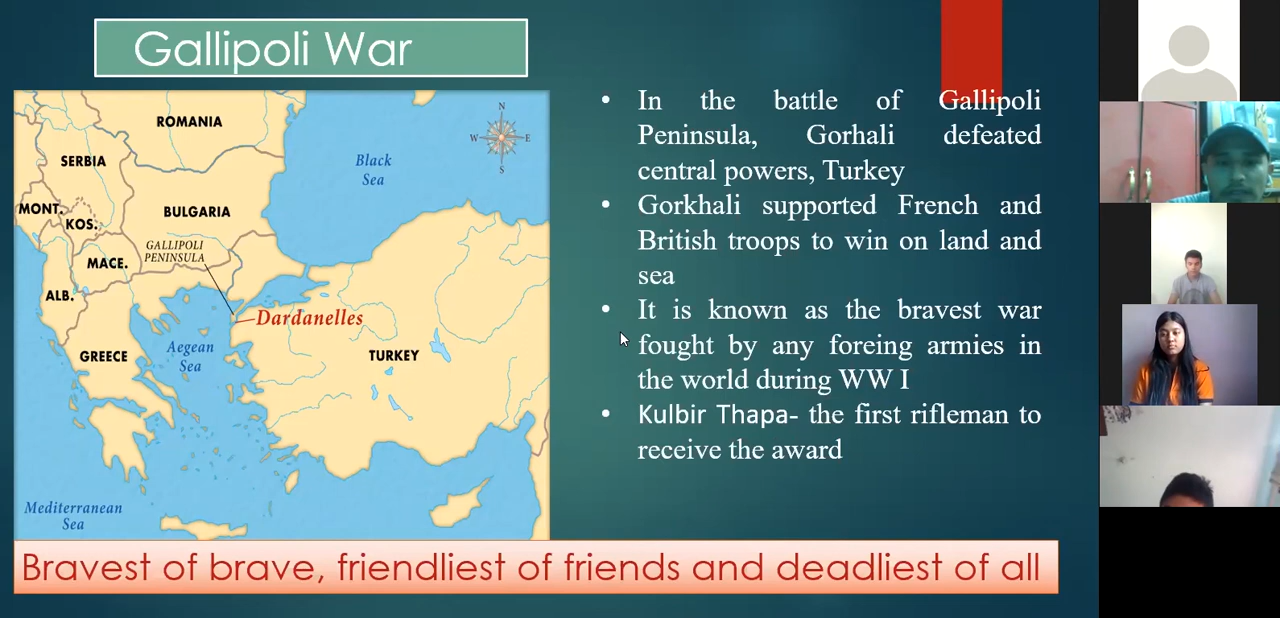 Gallipoli War
ROMANIA
SERBIA
Black
Sea
N
W
E
S
MONT.
KOS.
BULGARIA
GALLIPOLI
PENINSULA
MACE.
ALB.
Dardanelles
GREECE
Aegean
Sea
TURKEY
Mediterranean
Sea
• In the battle of Gallipoli
Peninsula, Gorhali defeated
central powers, Turkey
• Gorkhali supported French and
British troops to win on land and
sea
• It is known as the bravest war
fought by any foreing armies in
the world during WW I
• Kulbir Thapa- the first rifleman to
receive the award
Bravest of brave, friendliest of friends and deadliest of all